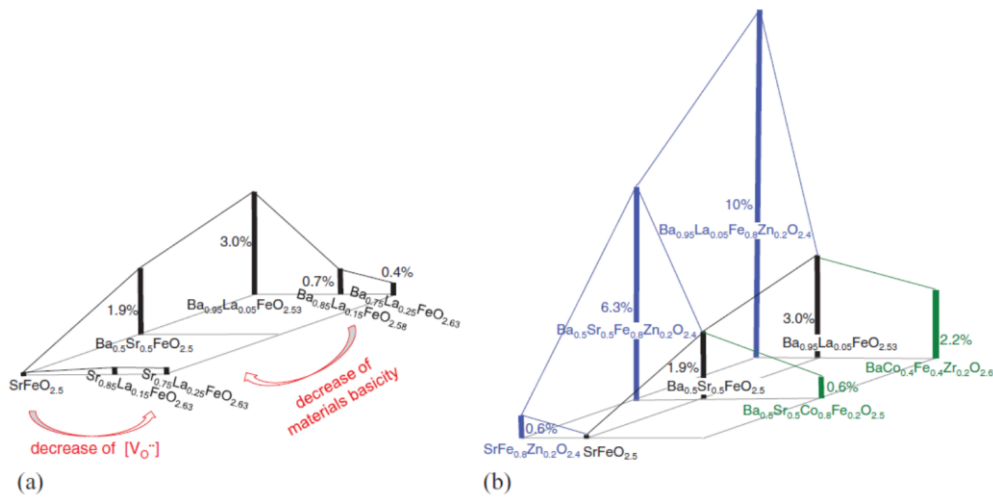 3.0%
1.9%
0.7%
0.4%
Ba₀.₉₅La₀.₀₅FeO₂.₅₃
Ba₀.₈₅La₀.₁₅FeO₂.₅₈
Ba₀.₇₅La₀.₂₅FeO₂.₆₃
Ba₀.₅Sr₀.₅FeO₂.₅
SrFeO₂.₅
Sr₀.₈₅La₀.₁₅FeO₂.₆₃
Sr₀.₇₅La₀.₂₅FeO₂.₆₃
decrease of
materials basicity
decrease of [V_O^··]
(a)
10%
Ba₀.₉₅La₀.₀₅Fe₀.₈Zn₀.₂O₂.₄
6.3%
Ba₀.₅Sr₀.₅Fe₀.₈Zn₀.₂O₂.₄
3.0%
Ba₀.₉₅La₀.₀₅FeO₂.₅₃
2.2%
BaCo₀.₄Fe₀.₄Zr₀.₂O₂.₆
1.9%
Ba₀.₅Sr₀.₅FeO₂.₅
0.6%
Ba₀.₅Sr₀.₅Co₀.₈Fe₀.₂O₂.₅
0.6%
SrFe₀.₈Zn₀.₂O₂.₄
SrFeO₂.₅
(b)